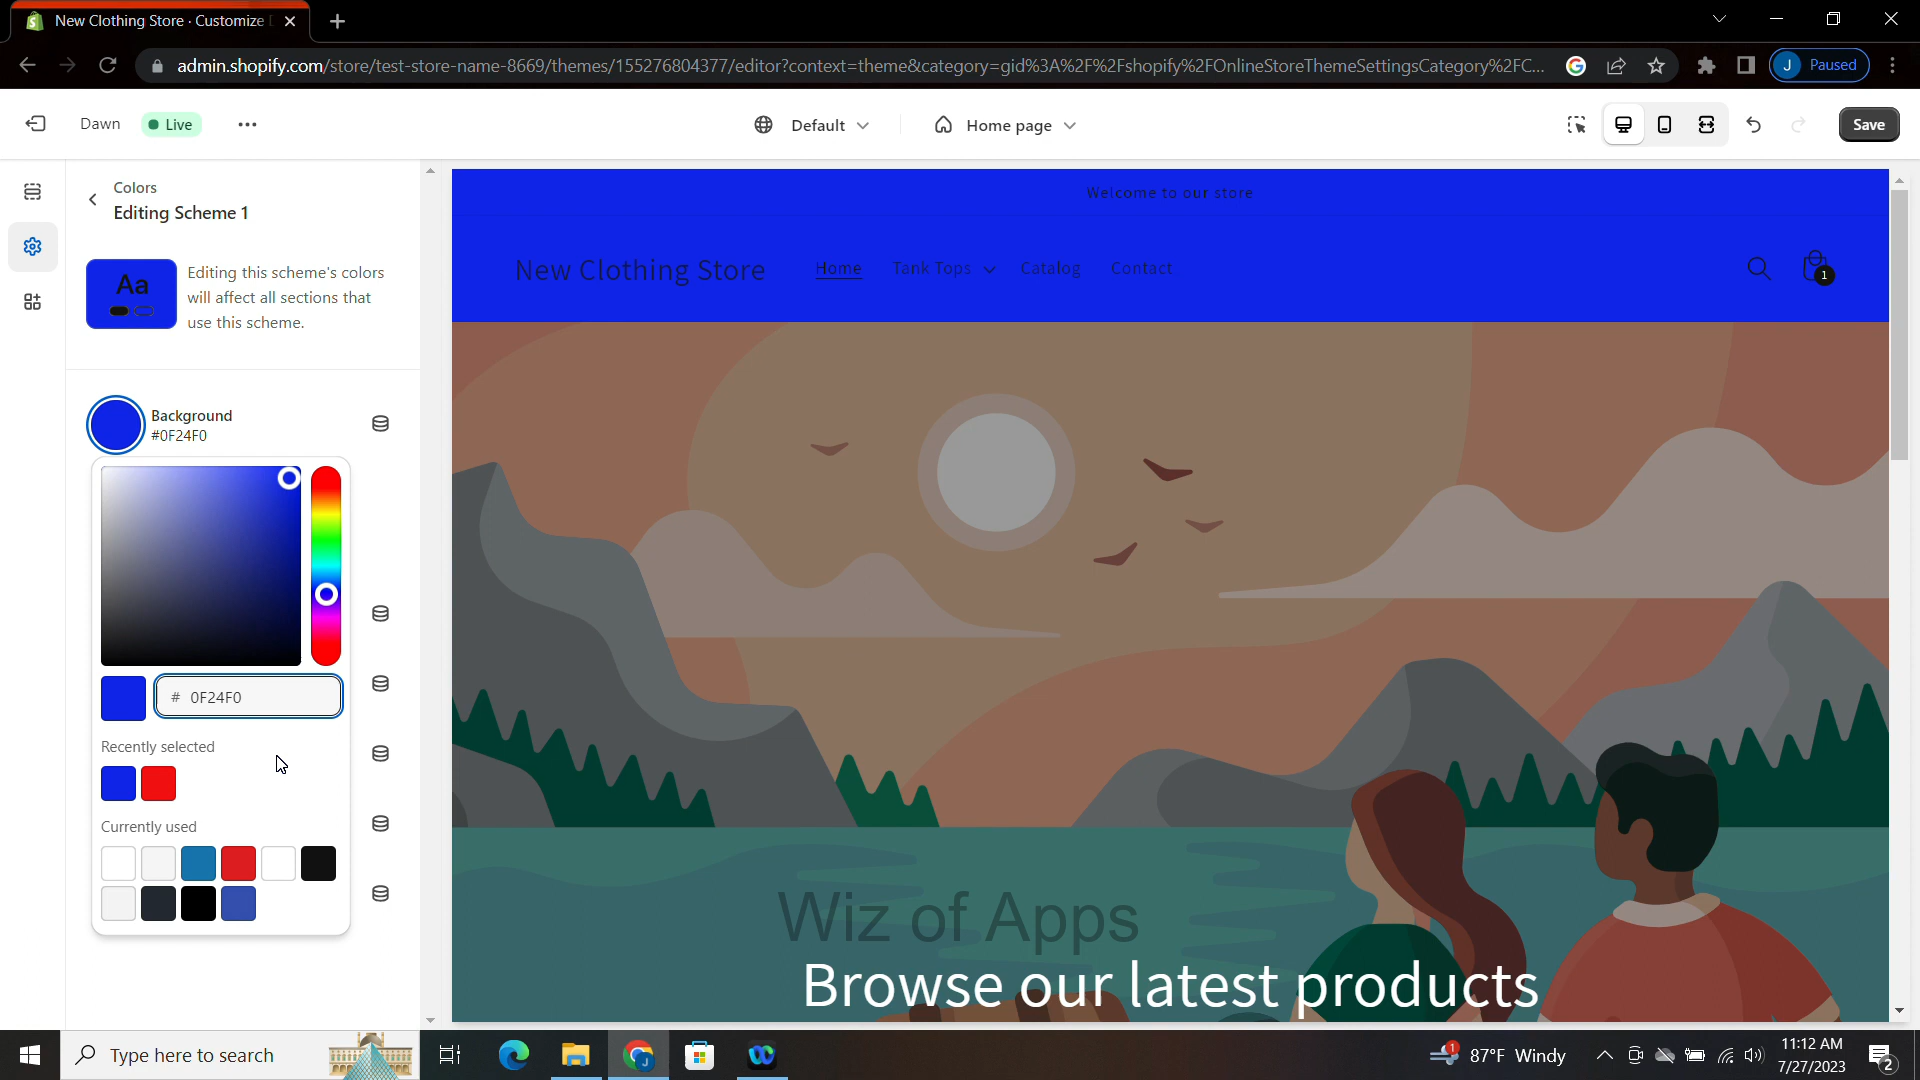 New Clothing Store · Customize D
admin.shopify.com/store/test-store-name-8669/themes/155276804377/editor?context=theme&category=gid%3A%2F%2Fshopify%2FOnlineStoreThemeSettingsCategory%2FC...
J Paused
Dawn
Live
Default
Home page
Save
Colors
Editing Scheme 1
Aa
Editing this scheme's colors
will affect all sections that
use this scheme.
Background
#0F24F0
# 0F24F0
Recently selected
Currently used
Welcome to our store
New Clothing Store
Home
Tank Tops
Catalog
Contact
1
Wiz of Apps
Browse our latest products
Type here to search
J
1
87°F Windy
11:12 AM
7/27/2023
2